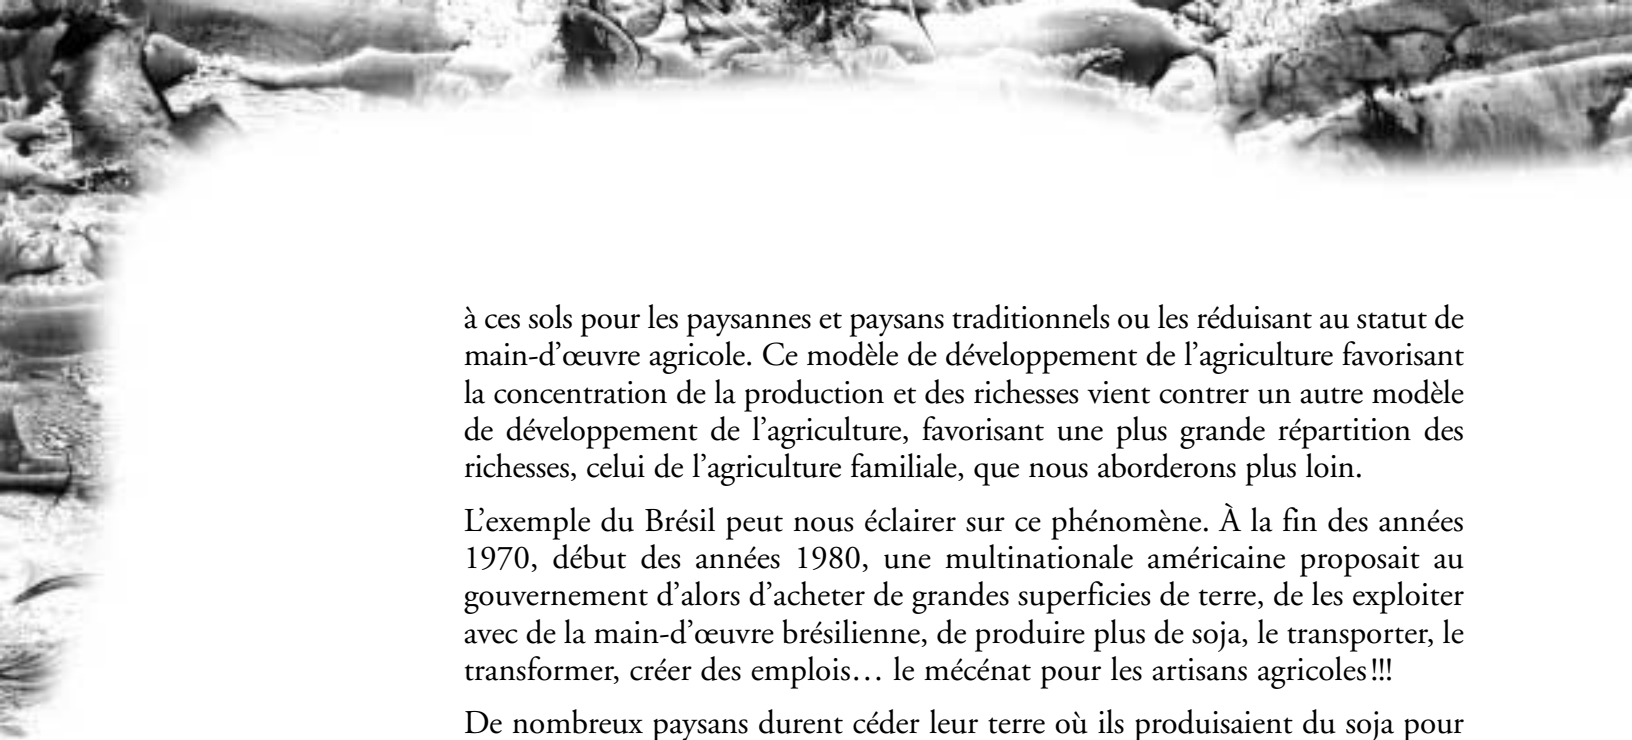 à ces sols pour les paysannes et paysans traditionnels ou les réduisant au statut de
main-d’œuvre agricole. Ce modèle de développement de l’agriculture favorisant
la concentration de la production et des richesses vient contrer un autre modèle
de développement de l’agriculture, favorisant une plus grande répartition des
richesses, celui de l’agriculture familiale, que nous aborderons plus loin.
L’exemple du Brésil peut nous éclairer sur ce phénomène. À la fin des années
1970, début des années 1980, une multinationale américaine proposait au
gouvernement d’alors d’acheter de grandes superficies de terre, de les exploiter
avec de la main-d’œuvre brésilienne, de produire plus de soja, le transporter, le
transformer, créer des emplois… le mécénat pour les artisans agricoles !!!
De nombreux paysans durent céder leur terre où ils produisaient du soja pour